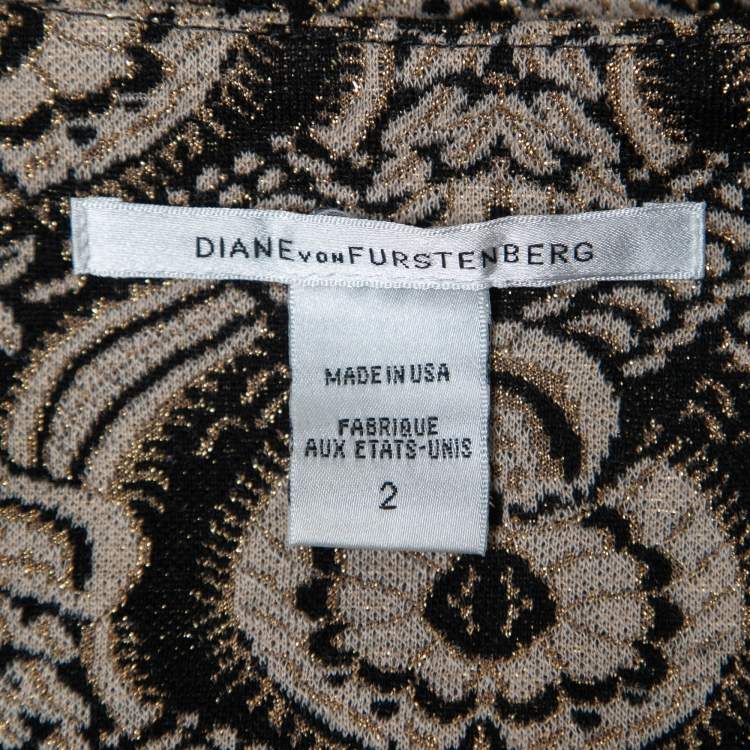 DIANE VON FURSTENBERG
MADE IN USA
FABRIQUE
AUX ETATS-UNIS
2